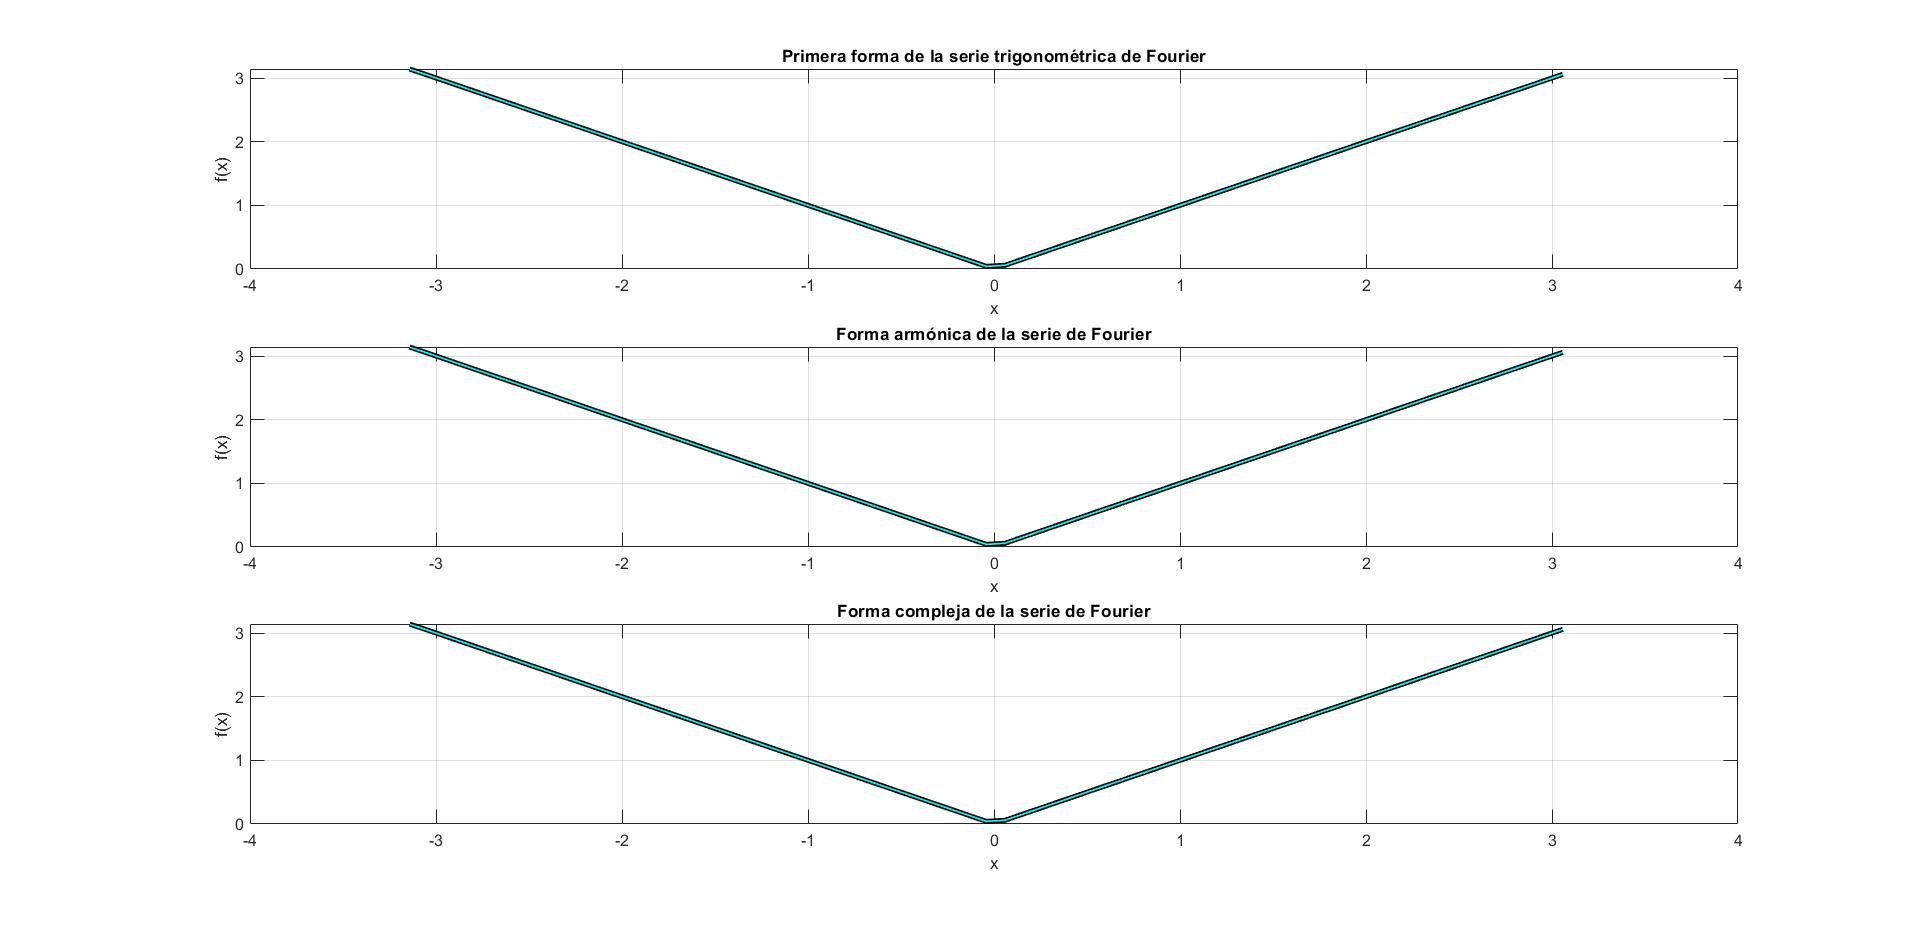 Primera forma de la serie trigonométrica de Fourier
3
2
1
0
f(x)
-4 -3 -2 -1 0 1 2 3 4
x
Forma armónica de la serie de Fourier
3
2
1
0
f(x)
-4 -3 -2 -1 0 1 2 3 4
x
Forma compleja de la serie de Fourier
3
2
1
0
f(x)
-4 -3 -2 -1 0 1 2 3 4
x